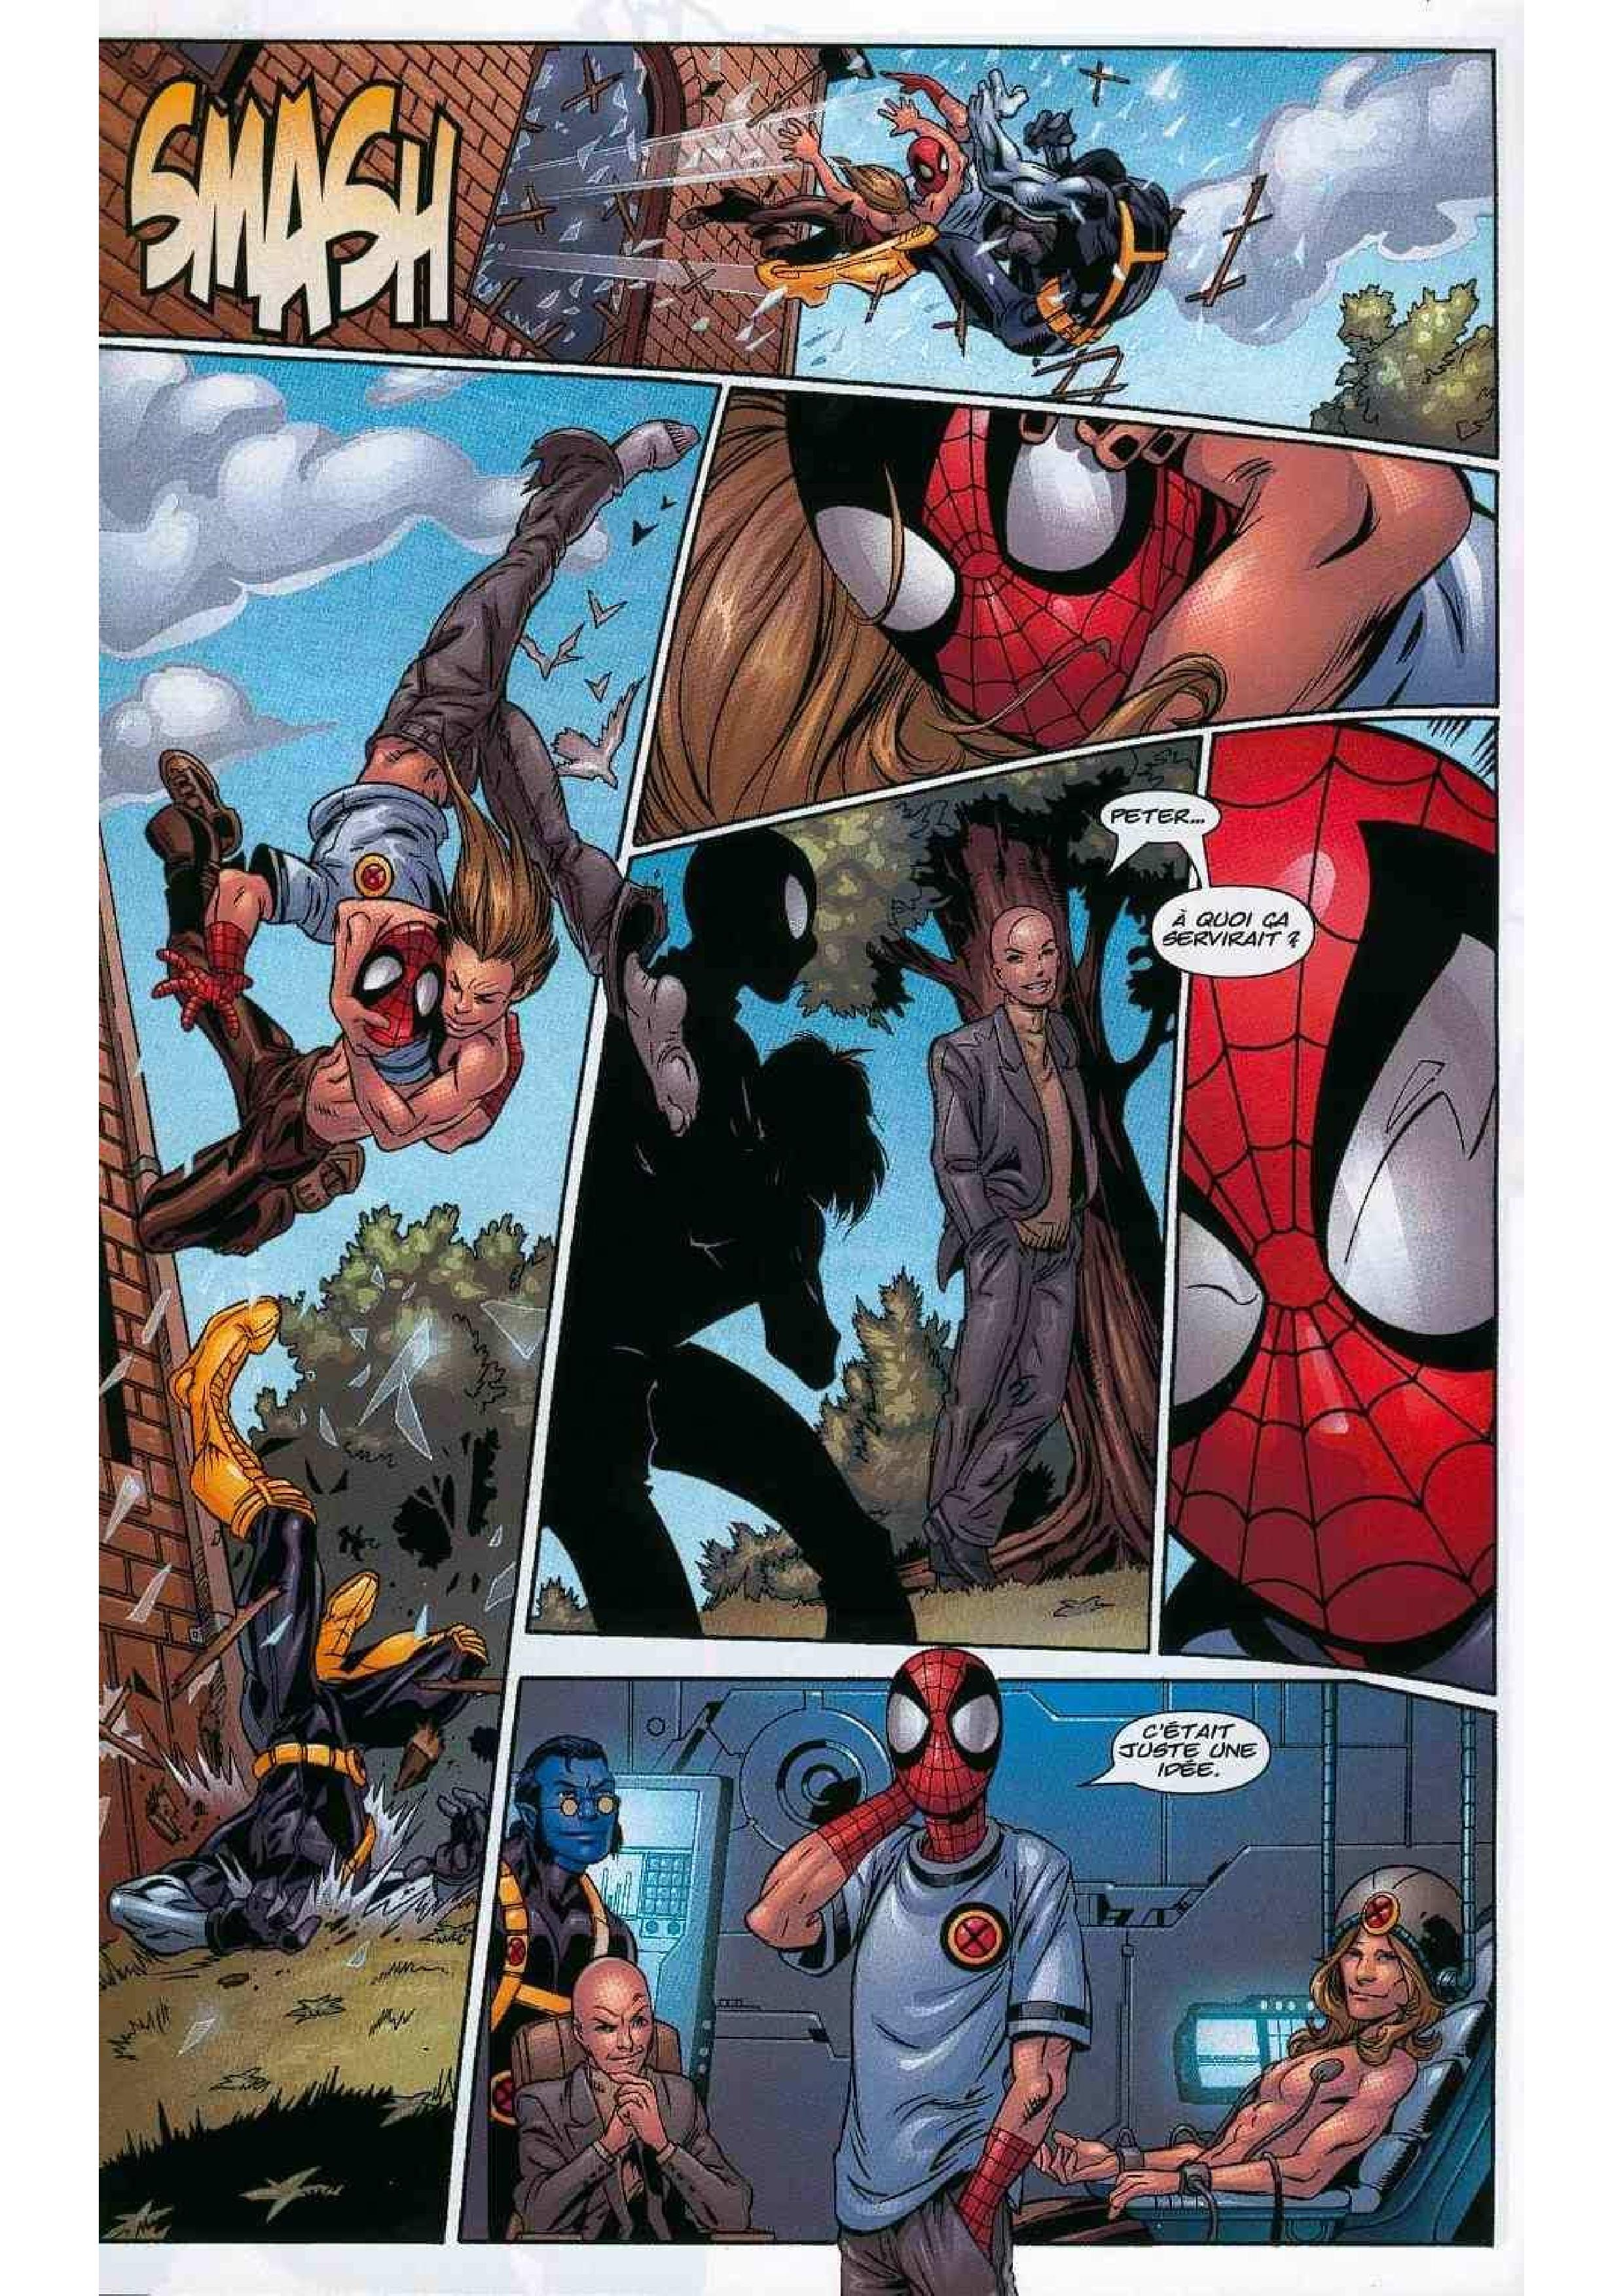 SMASH
PETER...
À QUOI ÇA
SERVIRAIT ?
C'ÉTAIT
JUSTE UNE
IDÉE.